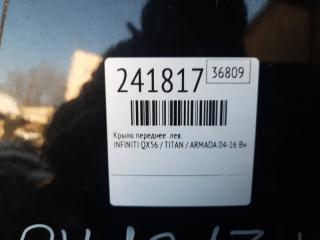 241817
36809
Крыло переднее лев.
INFINITI QX56 / TITAN / ARMADA 04-16 Вн